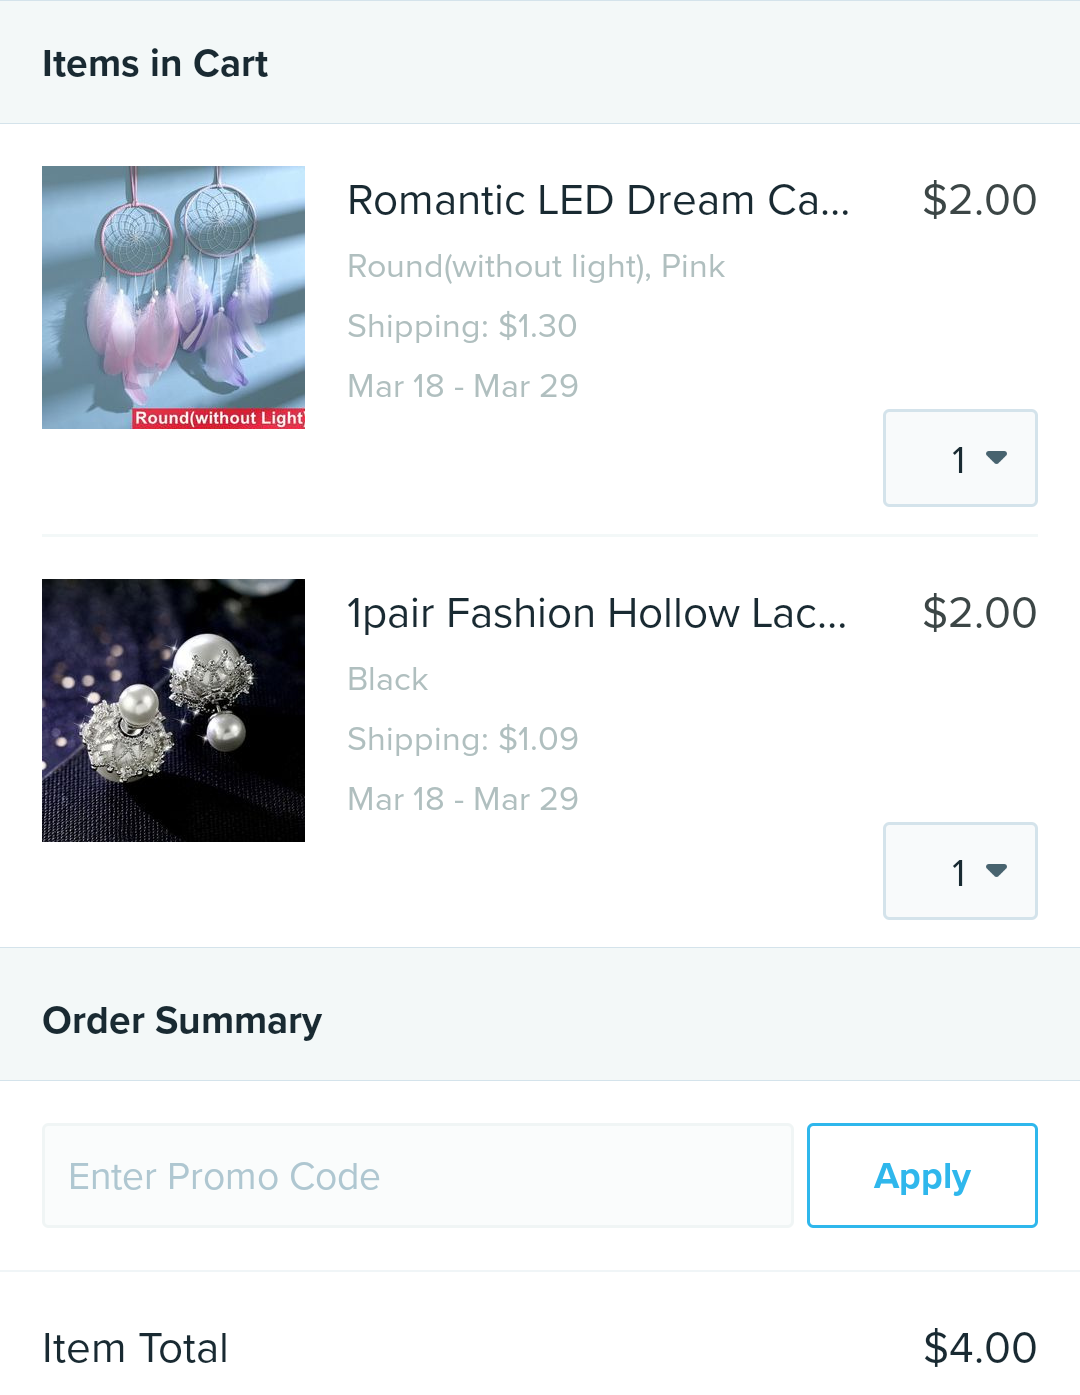 Items in Cart
Romantic LED Dream Ca... $2.00
Round(without light), Pink
Shipping: $1.30
Mar 18 - Mar 29
Round(without Light)
1
1pair Fashion Hollow Lac... $2.00
Black
Shipping: $1.09
Mar 18 - Mar 29
1
Order Summary
Enter Promo Code Apply
Item Total $4.00